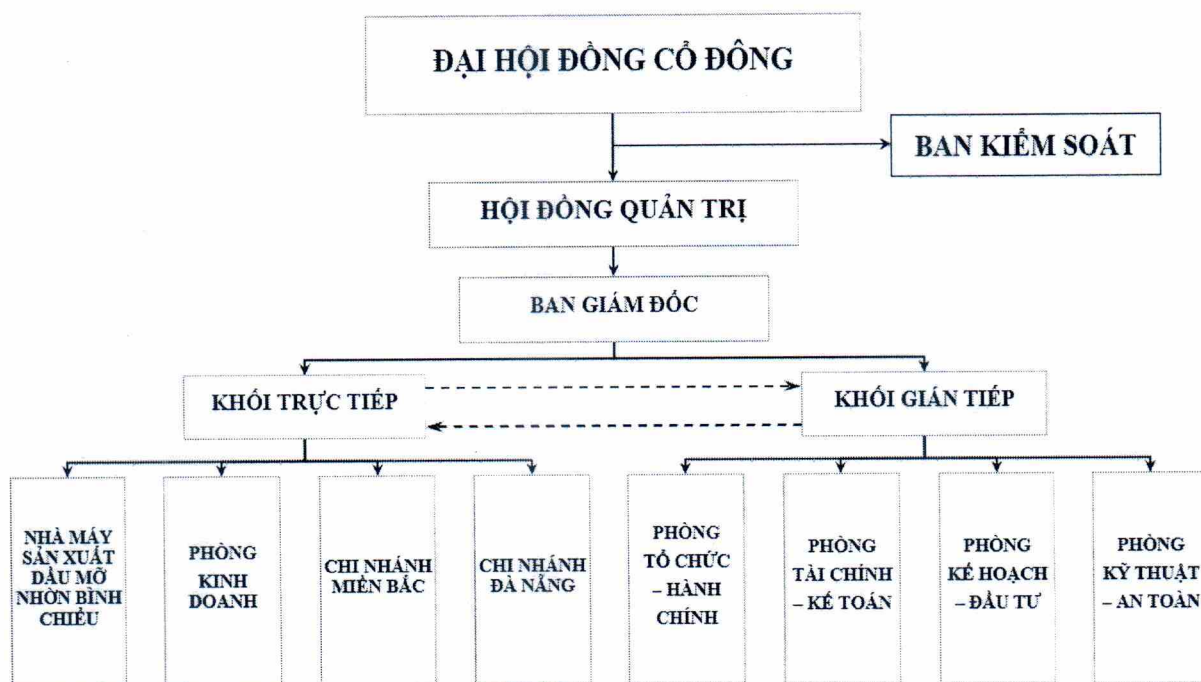 ĐẠI HỘI ĐỒNG CỔ ĐÔNG
BAN KIỂM SOÁT
HỘI ĐỒNG QUẢN TRỊ
BAN GIÁM ĐỐC
KHỐI TRỰC TIẾP
KHỐI GIÁN TIẾP
NHÀ MÁY
SẢN XUẤT
DẦU MỠ
NHỜN BÌNH
CHIỂU
PHÒNG
KINH
DOANH
CHI NHÁNH
MIỀN BẮC
CHI NHÁNH
ĐÀ NẴNG
PHÒNG
TỔ CHỨC
– HÀNH
CHÍNH
PHÒNG
TÀI CHÍNH
– KẾ TOÁN
PHÒNG
KẾ HOẠCH
– ĐẦU TƯ
PHÒNG
KỸ THUẬT
– AN TOÀN